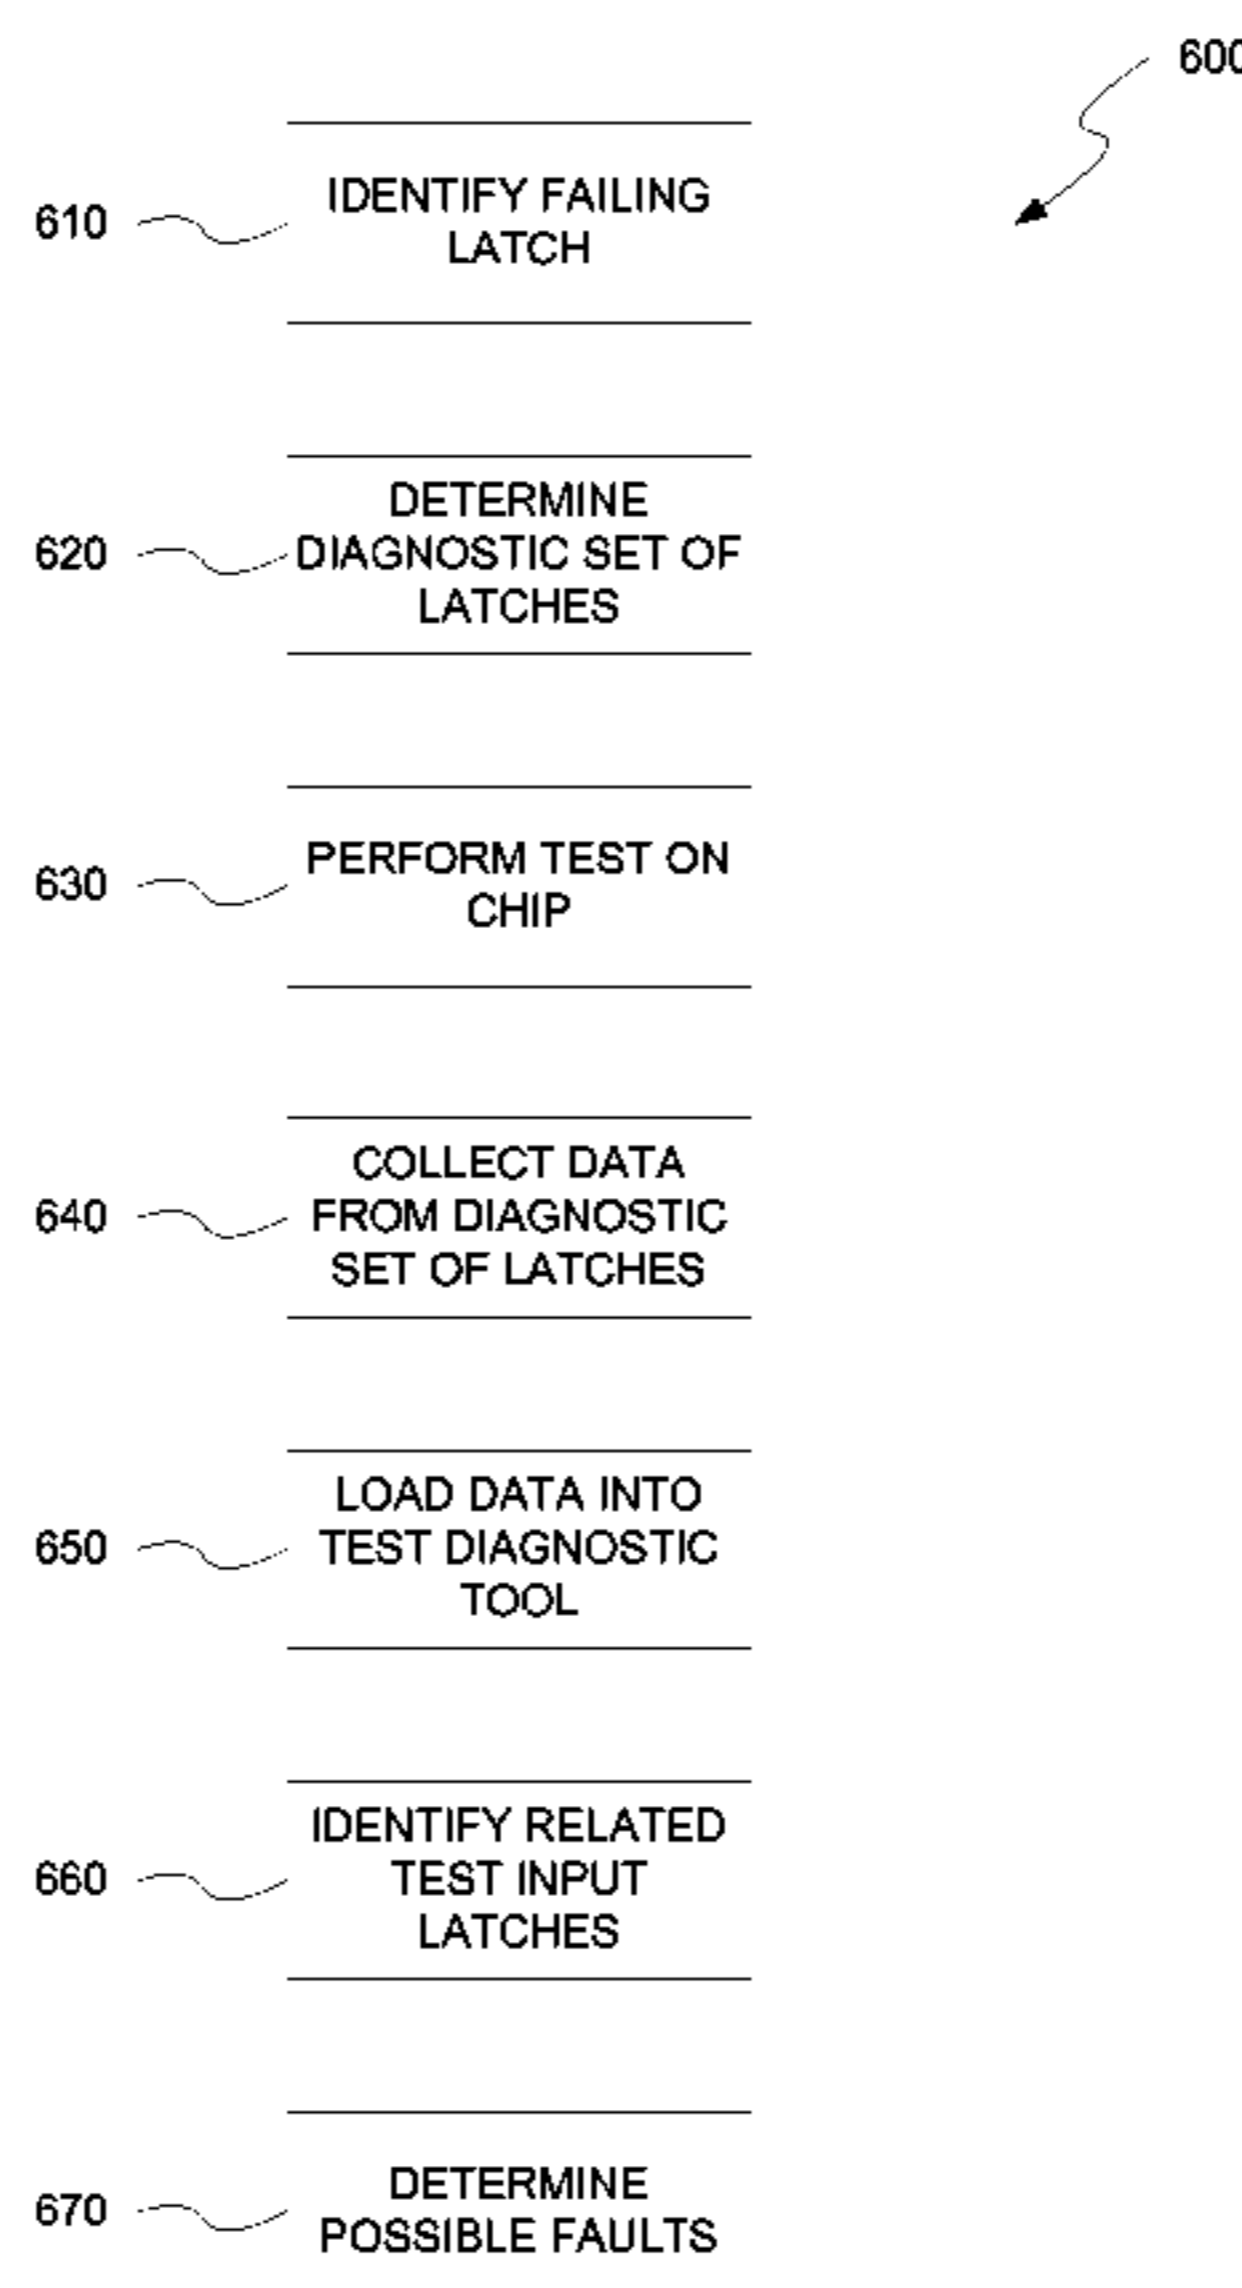 600
610
IDENTIFY FAILING
LATCH
620
DETERMINE
DIAGNOSTIC SET OF
LATCHES
630
PERFORM TEST ON
CHIP
640
COLLECT DATA
FROM DIAGNOSTIC
SET OF LATCHES
650
LOAD DATA INTO
TEST DIAGNOSTIC
TOOL
660
IDENTIFY RELATED
TEST INPUT
LATCHES
670
DETERMINE
POSSIBLE FAULTS